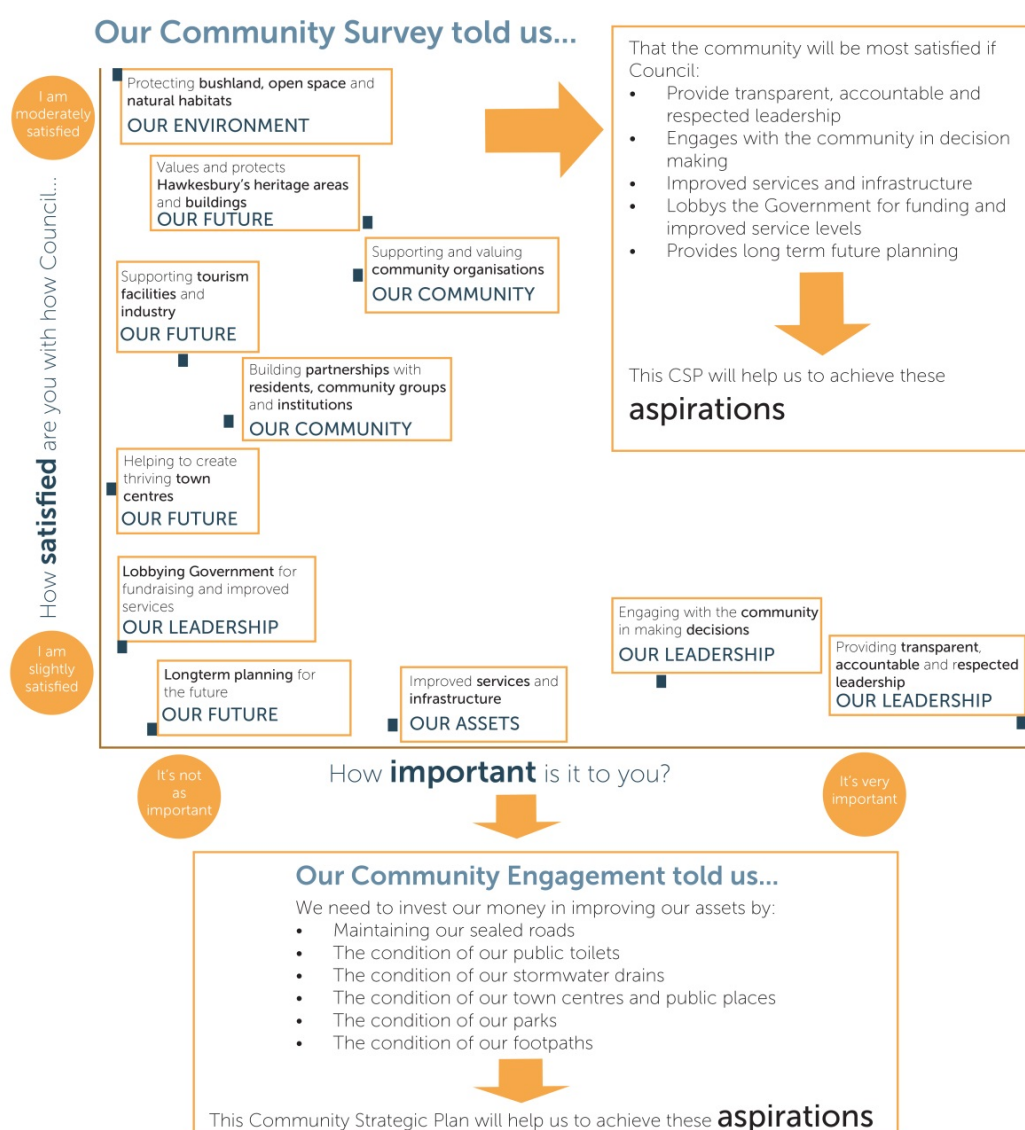 Our Community Survey told us...
I am
moderately
satisfied
How satisfied are you with how Council...
I am
slightly
satisfied
Protecting bushland, open space and
natural habitats
OUR ENVIRONMENT
Values and protects
Hawkesbury's heritage areas
and buildings
OUR FUTURE
Supporting and valuing
community organisations
OUR COMMUNITY
Supporting tourism
facilities and
industry
OUR FUTURE
Building partnerships with
residents, community groups
and institutions
OUR COMMUNITY
Helping to create
thriving town
centres
OUR FUTURE
Lobbying Government for
fundraising and improved
services
OUR LEADERSHIP
Longterm planning for
the future
OUR FUTURE
Improved services and
infrastructure
OUR ASSETS
Engaging with the community
in making decisions
OUR LEADERSHIP
Providing transparent,
accountable and respected
leadership
OUR LEADERSHIP
It's not
as
important
How important is it to you?
It's very
important
That the community will be most satisfied if
Council:
• Provide transparent, accountable and
respected leadership
• Engages with the community in decision
making
• Improved services and infrastructure
• Lobbys the Government for funding and
improved service levels
• Provides long term future planning
This CSP will help us to achieve these
aspirations
Our Community Engagement told us...
We need to invest our money in improving our assets by:
• Maintaining our sealed roads
• The condition of our public toilets
• The condition of our stormwater drains
• The condition of our town centres and public places
• The condition of our parks
• The condition of our footpaths
This Community Strategic Plan will help us to achieve these aspirations